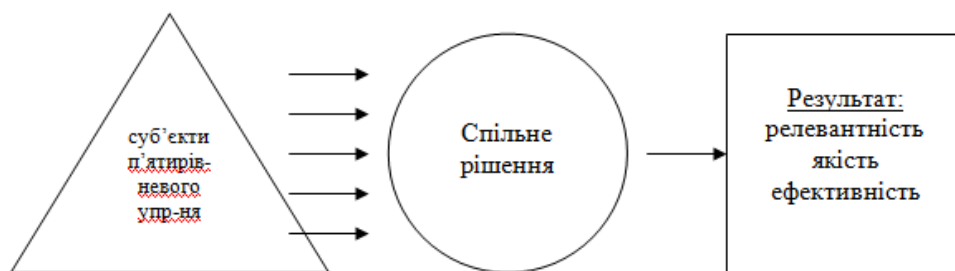 суб’єкти
п’ятирів-
невого
упр-ня
Спільне
рішення
Результат:
релевантність
якість
ефективність